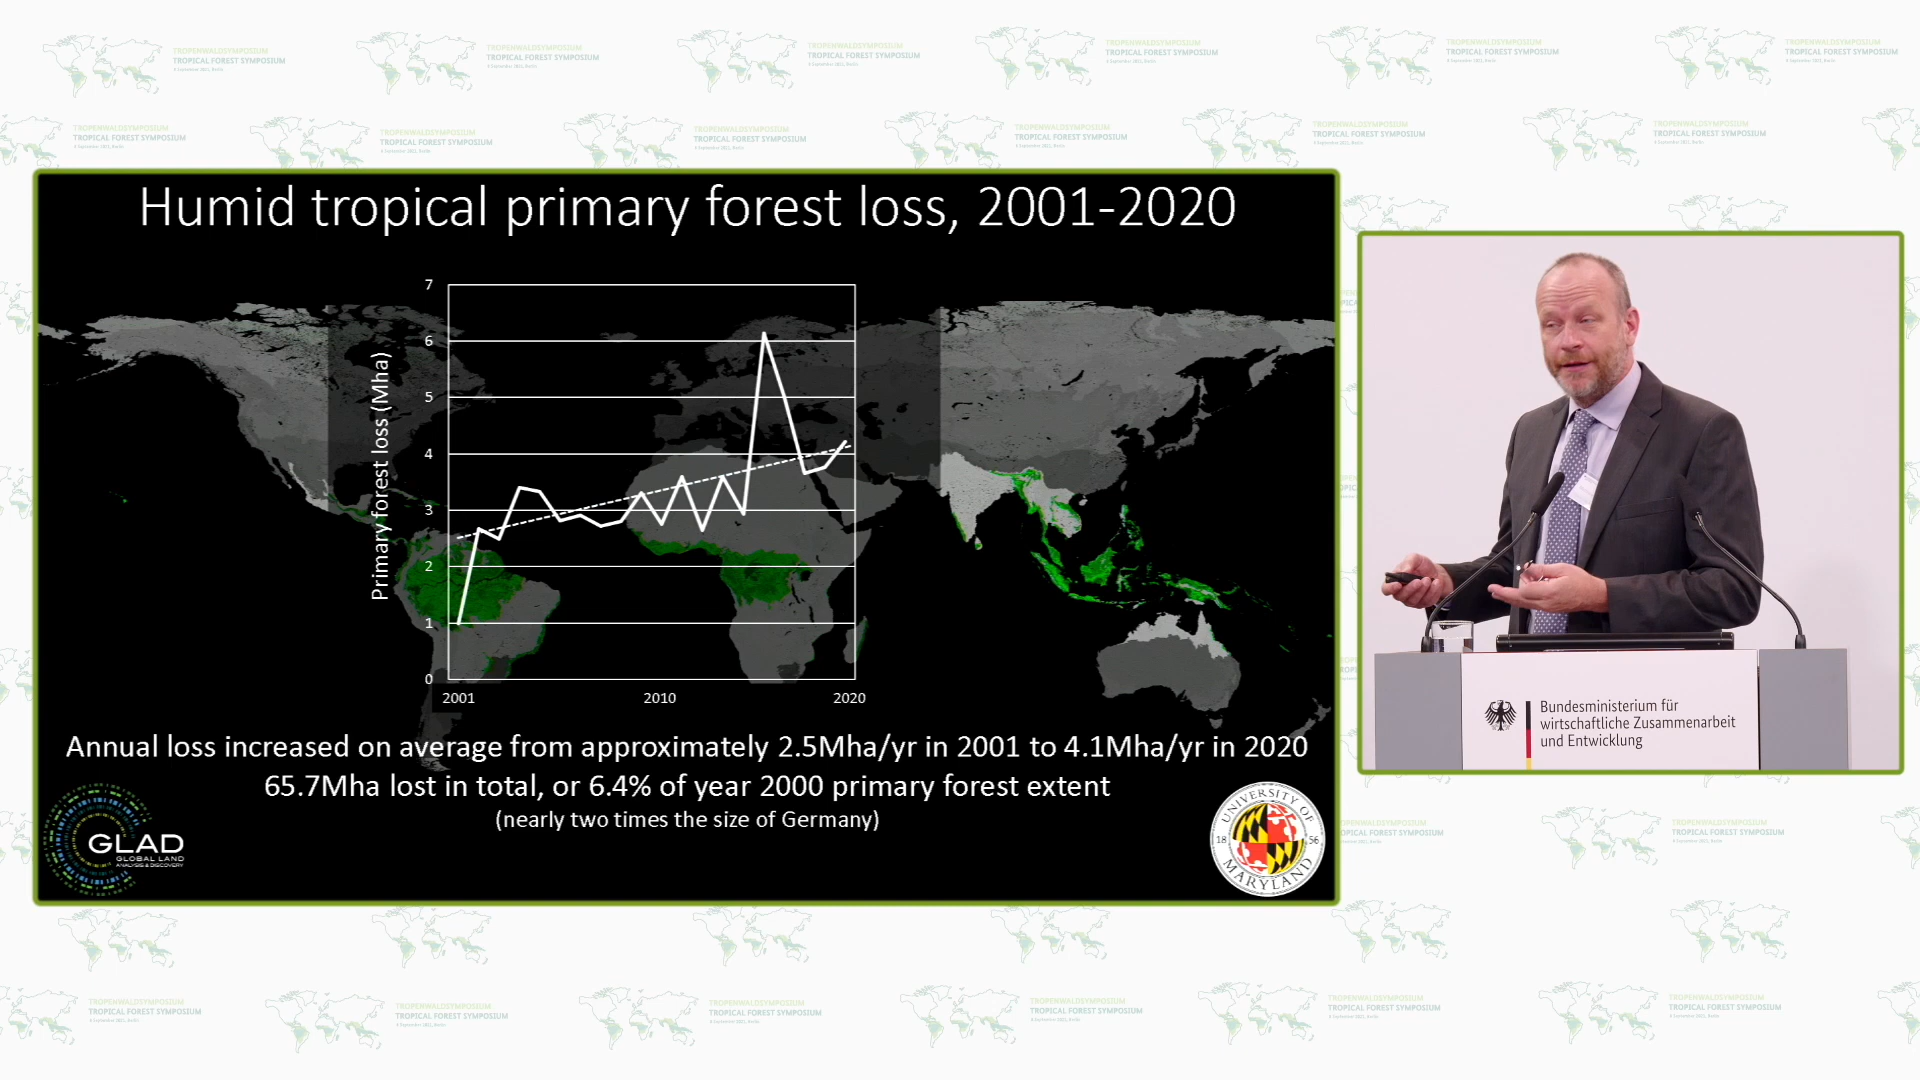 TROPENWALDSYMPOSIUM
TROPICAL FOREST SYMPOSIUM
Humid tropical primary forest loss, 2001-2020
Primary forest loss (Mha)
7
6
5
4
3
2
1
0
2001 2010 2020
Annual loss increased on average from approximately 2.5Mha/yr in 2001 to 4.1Mha/yr in 2020
65.7Mha lost in total, or 6.4% of year 2000 primary forest extent
(nearly two times the size of Germany)
GLAD
GLOBAL LAND
ANALYSIS & DISCOVERY
UNIVERSITY OF
18 56
MARYLAND
Bundesministerium für
wirtschaftliche Zusammenarbeit
und Entwicklung